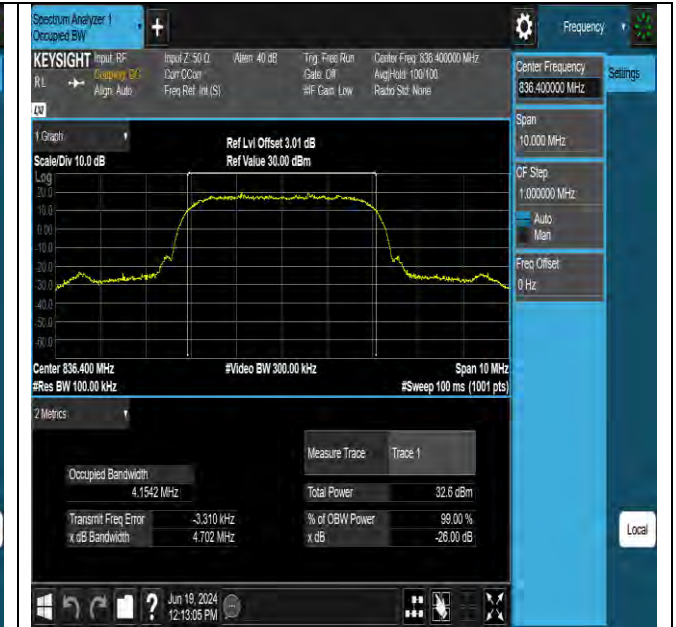 Spectrum Analyzer 1
Occupied BW
+
Frequency
KEYSIGHT
RL
LXI
Input: RF
Coupling: DC
Align: Auto
Input Z: 50 Ω
Corr CCorr
Freq Ref: Int (S)
Atten: 40 dB
Trig: Free Run
Gate: Off
#IF Gain: Low
Center Freq: 836.400000 MHz
Avg|Hold: 100/100
Radio Std: None
Center Frequency
836.400000 MHz
Settings
Span
10.000 MHz
CF Step
1.000000 MHz
Auto
Man
Freq Offset
0 Hz
1 Graph
Scale/Div 10.0 dB
Ref Lvl Offset 3.01 dB
Ref Value 30.00 dBm
Log
20.0
10.0
0.00
-10.0
-20.0
-30.0
-40.0
-50.0
-60.0
Center 836.400 MHz
#Video BW 300.00 kHz
Span 10 MHz
#Res BW 100.00 kHz
#Sweep 100 ms (1001 pts)
2 Metrics
Measure Trace
Trace 1
Occupied Bandwidth
4.1542 MHz
Total Power
32.6 dBm
Transmit Freq Error
-3.310 kHz
% of OBW Power
99.00 %
x dB Bandwidth
4.702 MHz
x dB
-26.00 dB
Local
?
Jun 19, 2024
12:13:05 PM